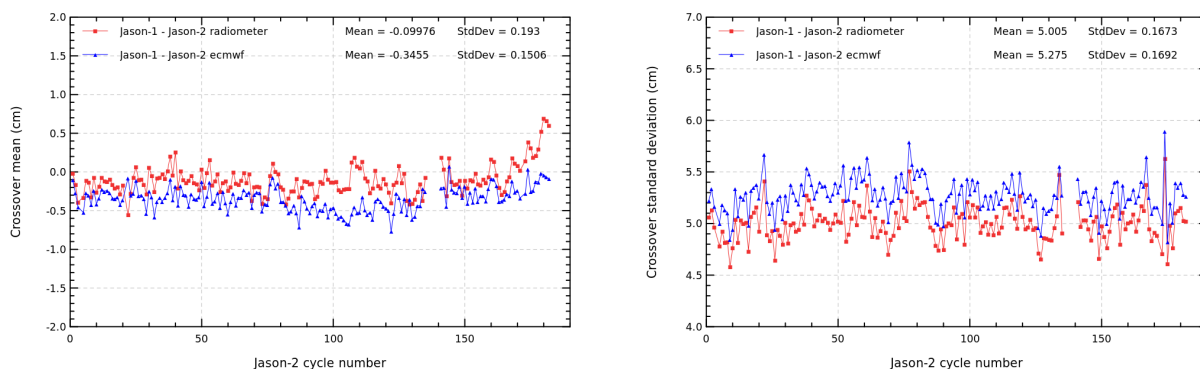 2.0
1.5
1.0
0.5
0.0
-0.5
-1.0
-1.5
-2.0
Crossover mean (cm)
Jason-1 - Jason-2 radiometer Mean = -0.09976 StdDev = 0.193
Jason-1 - Jason-2 ecmwf Mean = -0.3455 StdDev = 0.1506
0 50 100 150
Jason-2 cycle number
7.0
6.5
6.0
5.5
5.0
4.5
4.0
Crossover standard deviation (cm)
Jason-1 - Jason-2 radiometer Mean = 5.005 StdDev = 0.1673
Jason-1 - Jason-2 ecmwf Mean = 5.275 StdDev = 0.1692
0 50 100 150
Jason-2 cycle number